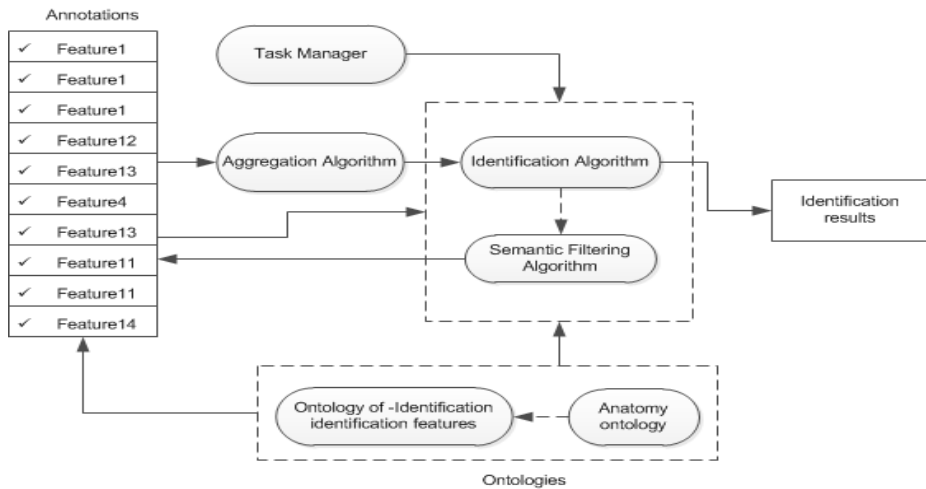 Annotations
✓ Feature1
✓ Feature1
✓ Feature1
✓ Feature12
✓ Feature13
✓ Feature4
✓ Feature13
✓ Feature11
✓ Feature11
✓ Feature14
Task Manager
Aggregation Algorithm
Identification Algorithm
Semantic Filtering
Algorithm
Identification
results
Ontology of -Identification
identification features
Anatomy
ontology
Ontologies